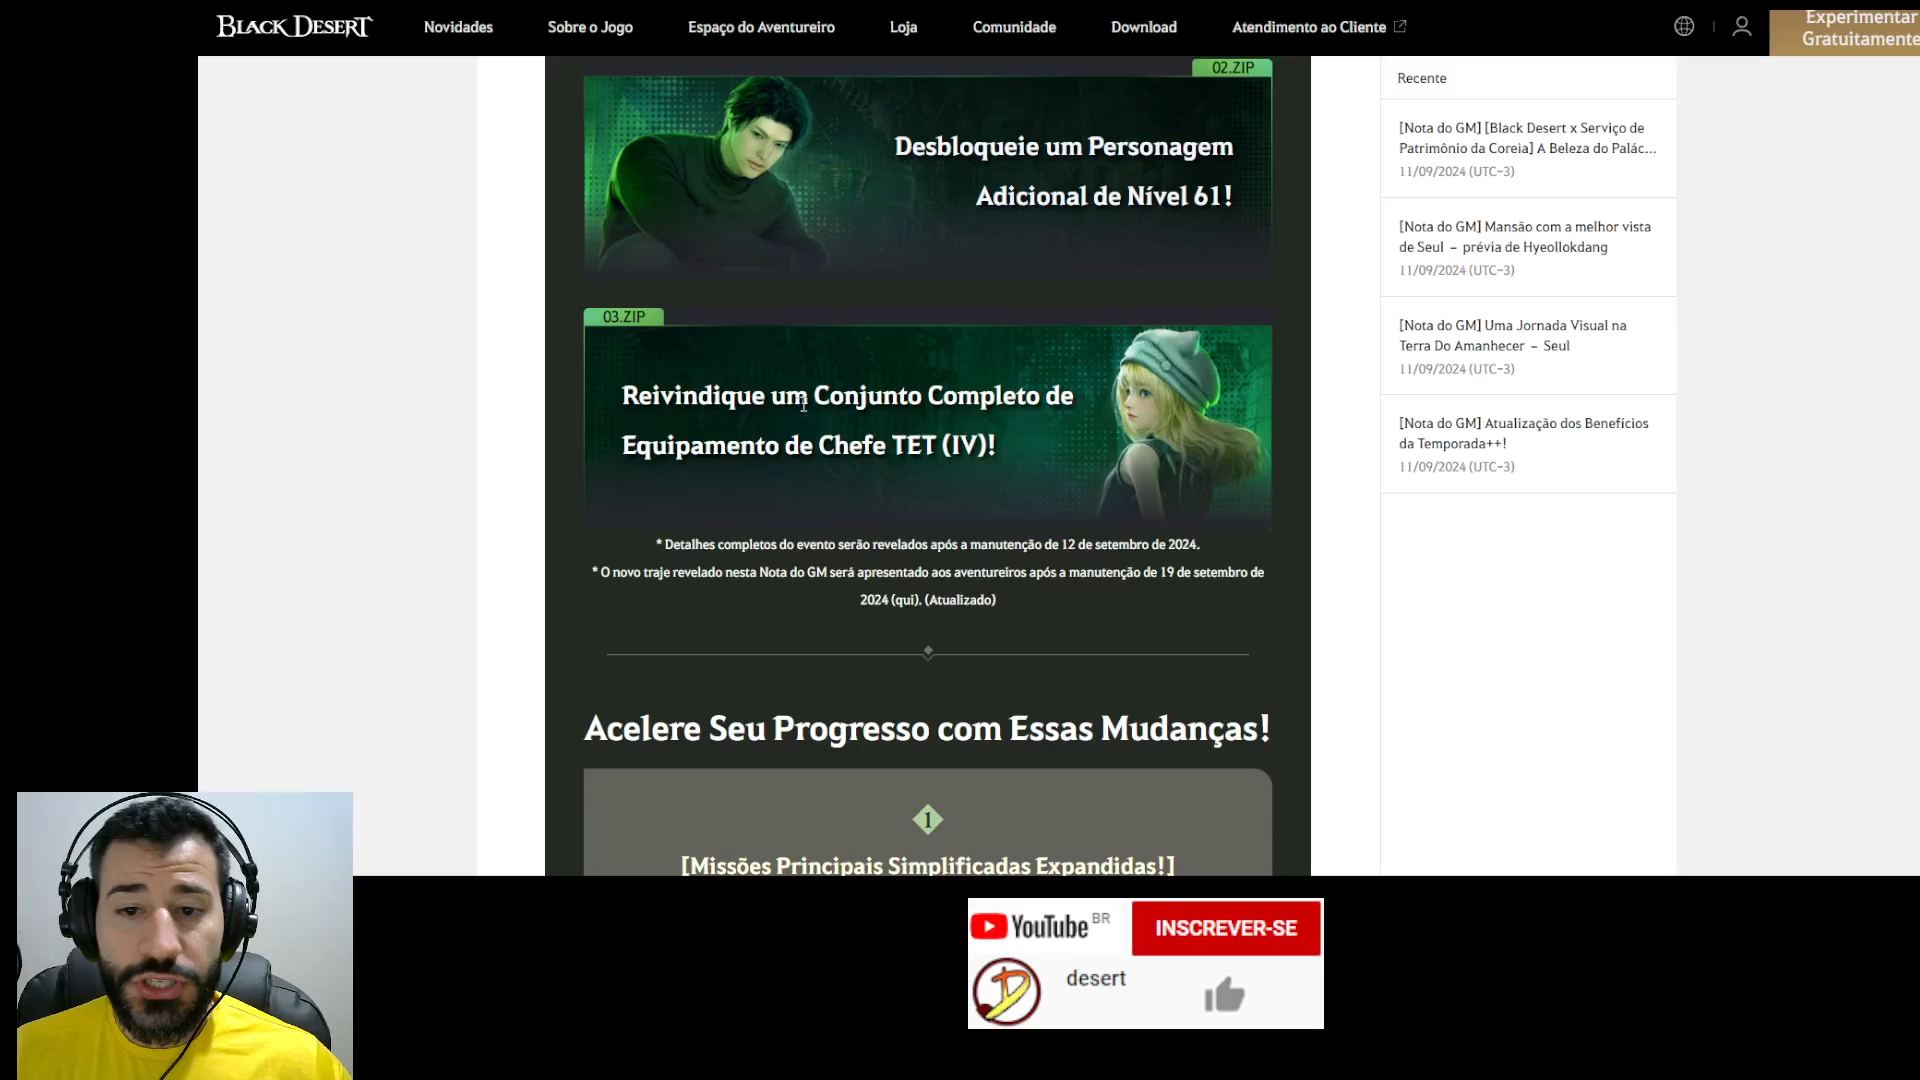 BLACK DESERT
Novidades
Sobre o Jogo
Espaço do Aventureiro
Loja
Comunidade
Download
Atendimento ao Cliente
Experimentar
Gratuitamente
02.ZIP
Desbloqueie um Personagem
Adicional de Nível 61!
03.ZIP
Reivindique um Conjunto Completo de
Equipamento de Chefe TET (IV)!
* Detalhes completos do evento serão revelados após a manutenção de 12 de setembro de 2024.
* O novo traje revelado nesta Nota do GM será apresentado aos aventureiros após a manutenção de 19 de setembro de
2024 (qui). (Atualizado)
Acelere Seu Progresso com Essas Mudanças!
1
[Missões Principais Simplificadas Expandidas!]
Recente
[Nota do GM] [Black Desert x Serviço de
Patrimônio da Coreia] A Beleza do Palác...
11/09/2024 (UTC-3)
[Nota do GM] Mansão com a melhor vista
de Seul – prévia de Hyeollokdang
11/09/2024 (UTC-3)
[Nota do GM] Uma Jornada Visual na
Terra Do Amanhecer – Seul
11/09/2024 (UTC-3)
[Nota do GM] Atualização dos Benefícios
da Temporada++!
11/09/2024 (UTC-3)
YouTube BR
INSCREVER-SE
D
desert